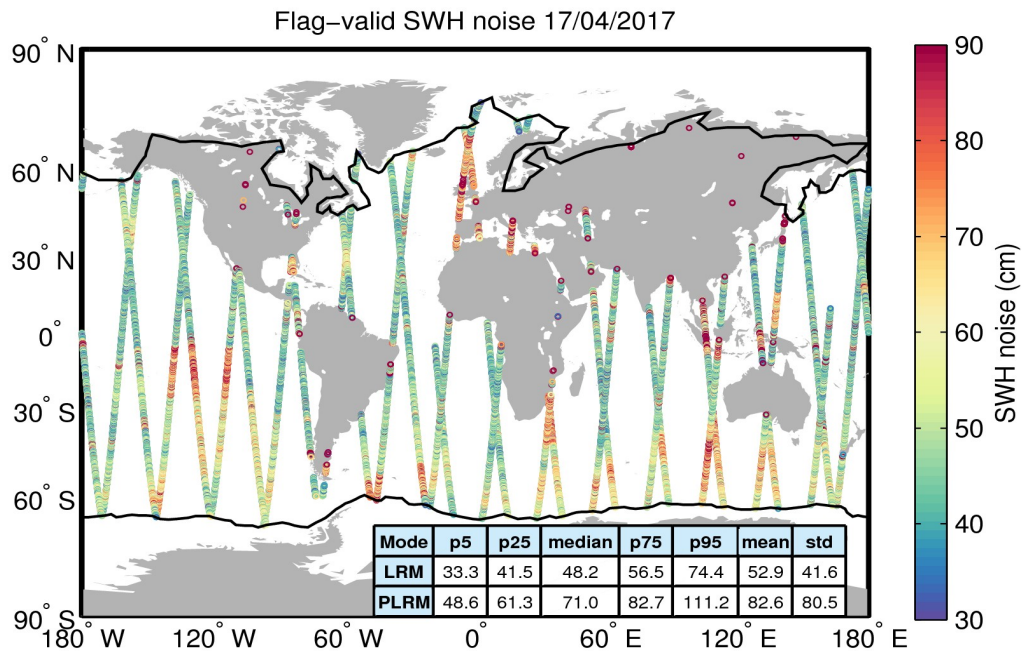 Flag−valid SWH noise 17/04/2017
90° N
60° N
30° N
0°
30° S
60° S
90° S
180° W
120° W
60° W
0°
60° E
120° E
180° E
Mode p5 p25 median p75 p95 mean std
LRM 33.3 41.5 48.2 56.5 74.4 52.9 41.6
PLRM 48.6 61.3 71.0 82.7 111.2 82.6 80.5
90
80
70
60
50
40
30
SWH noise (cm)